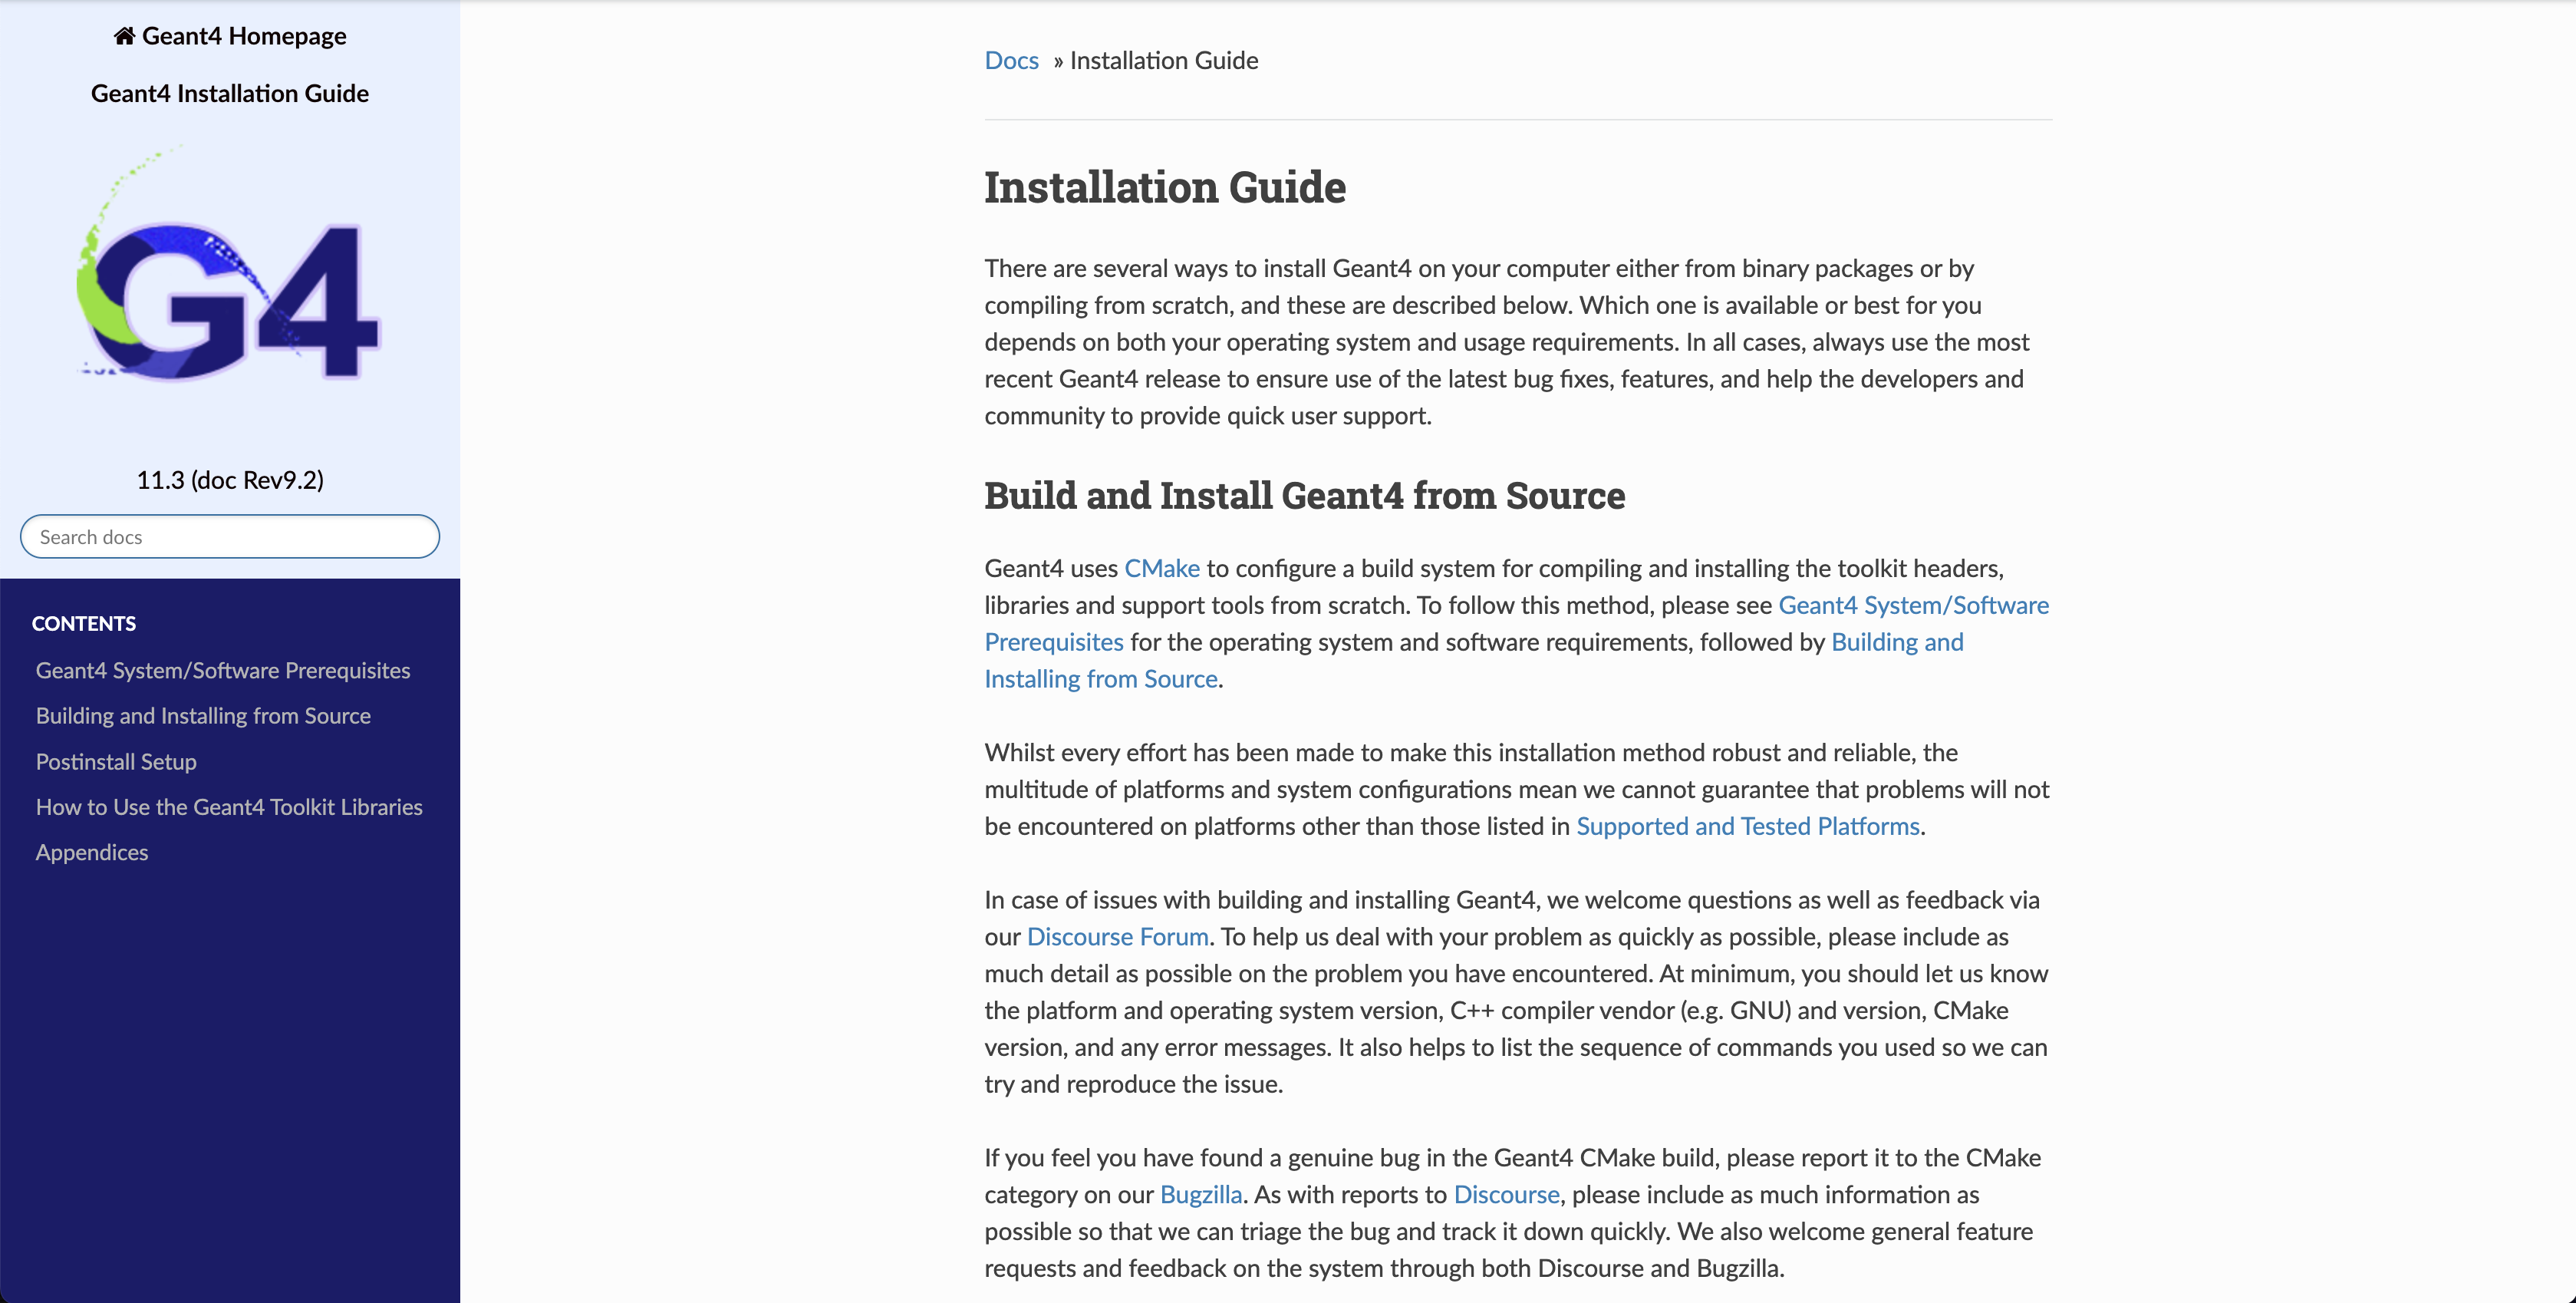 Geant4 Homepage
Geant4 Installation Guide
G4
11.3 (doc Rev9.2)
Search docs
CONTENTS
Geant4 System/Software Prerequisites
Building and Installing from Source
Postinstall Setup
How to Use the Geant4 Toolkit Libraries
Appendices
Docs » Installation Guide
Installation Guide
There are several ways to install Geant4 on your computer either from binary packages or by
compiling from scratch, and these are described below. Which one is available or best for you
depends on both your operating system and usage requirements. In all cases, always use the most
recent Geant4 release to ensure use of the latest bug fixes, features, and help the developers and
community to provide quick user support.
Build and Install Geant4 from Source
Geant4 uses CMake to configure a build system for compiling and installing the toolkit headers,
libraries and support tools from scratch. To follow this method, please see Geant4 System/Software
Prerequisites for the operating system and software requirements, followed by Building and
Installing from Source.
Whilst every effort has been made to make this installation method robust and reliable, the
multitude of platforms and system configurations mean we cannot guarantee that problems will not
be encountered on platforms other than those listed in Supported and Tested Platforms.
In case of issues with building and installing Geant4, we welcome questions as well as feedback via
our Discourse Forum. To help us deal with your problem as quickly as possible, please include as
much detail as possible on the problem you have encountered. At minimum, you should let us know
the platform and operating system version, C++ compiler vendor (e.g. GNU) and version, CMake
version, and any error messages. It also helps to list the sequence of commands you used so we can
try and reproduce the issue.
If you feel you have found a genuine bug in the Geant4 CMake build, please report it to the CMake
category on our Bugzilla. As with reports to Discourse, please include as much information as
possible so that we can triage the bug and track it down quickly. We also welcome general feature
requests and feedback on the system through both Discourse and Bugzilla.